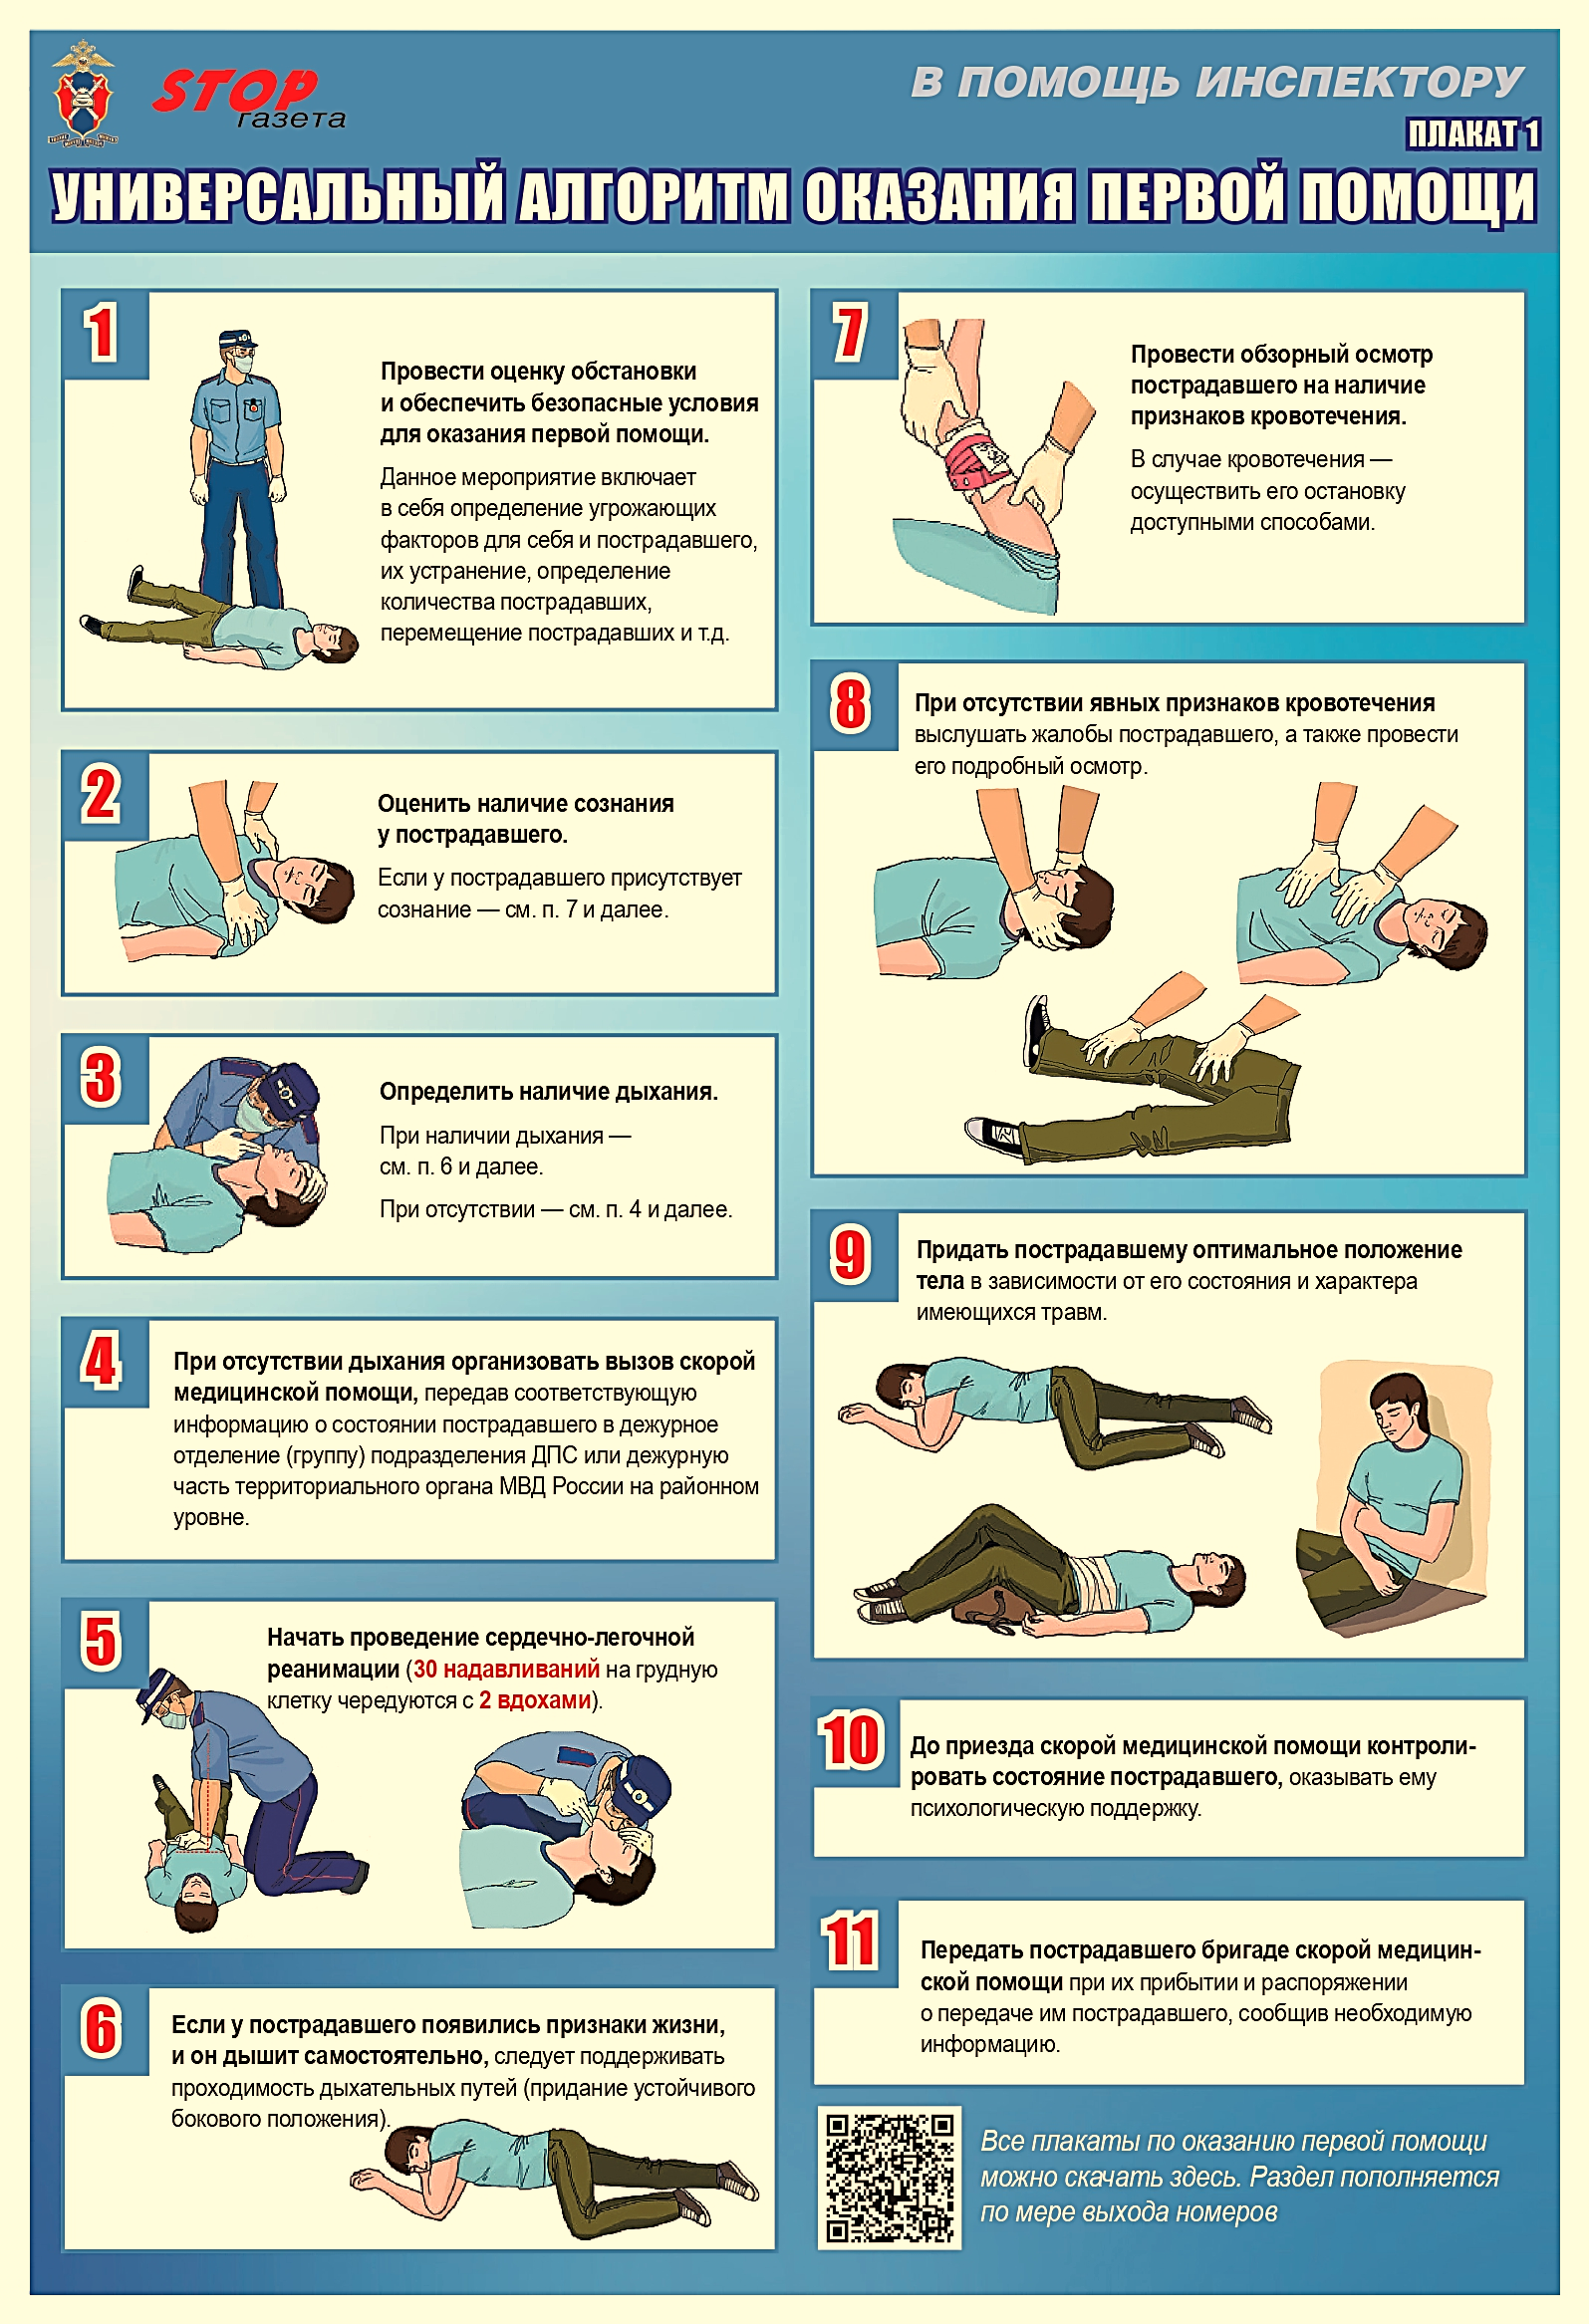 STOP
газета
В ПОМОЩЬ ИНСПЕКТОРУ
ПЛАКАТ 1
УНИВЕРСАЛЬНЫЙ АЛГОРИТМ ОКАЗАНИЯ ПЕРВОЙ ПОМОЩИ
1
Провести оценку обстановки
и обеспечить безопасные условия
для оказания первой помощи.
Данное мероприятие включает
в себя определение угрожающих
факторов для себя и пострадавшего,
их устранение, определение
количества пострадавших,
перемещение пострадавших и т.д.
2
Оценить наличие сознания
у пострадавшего.
Если у пострадавшего присутствует
сознание — см. п. 7 и далее.
3
Определить наличие дыхания.
При наличии дыхания —
см. п. 6 и далее.
При отсутствии — см. п. 4 и далее.
4
При отсутствии дыхания организовать вызов скорой
медицинской помощи, передав соответствующую
информацию о состоянии пострадавшего в дежурное
отделение (группу) подразделения ДПС или дежурную
часть территориального органа МВД России на районном
уровне.
5
Начать проведение сердечно-легочной
реанимации (30 надавливаний на грудную
клетку чередуются с 2 вдохами).
6
Если у пострадавшего появились признаки жизни,
и он дышит самостоятельно, следует поддерживать
проходимость дыхательных путей (придание устойчивого
бокового положения).
7
Провести обзорный осмотр
пострадавшего на наличие
признаков кровотечения.
В случае кровотечения —
осуществить его остановку
доступными способами.
8
При отсутствии явных признаков кровотечения
выслушать жалобы пострадавшего, а также провести
его подробный осмотр.
9
Придать пострадавшему оптимальное положение
тела в зависимости от его состояния и характера
имеющихся травм.
10
До приезда скорой медицинской помощи контроли-
ровать состояние пострадавшего, оказывать ему
психологическую поддержку.
11
Передать пострадавшего бригаде скорой медицин-
ской помощи при их прибытии и распоряжении
о передаче им пострадавшего, сообщив необходимую
информацию.
Все плакаты по оказанию первой помощи
можно скачать здесь. Раздел пополняется
по мере выхода номеров